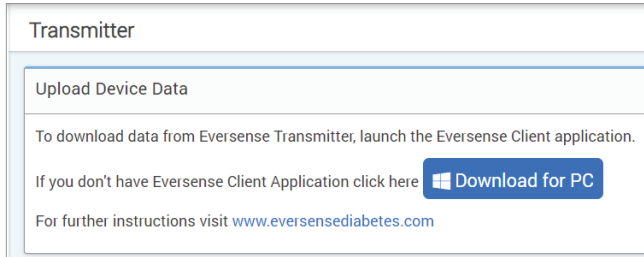 Transmitter
Upload Device Data
To download data from Eversense Transmitter, launch the Eversense Client application.
If you don't have Eversense Client Application click here Download for PC
For further instructions visit www.eversensediabetes.com